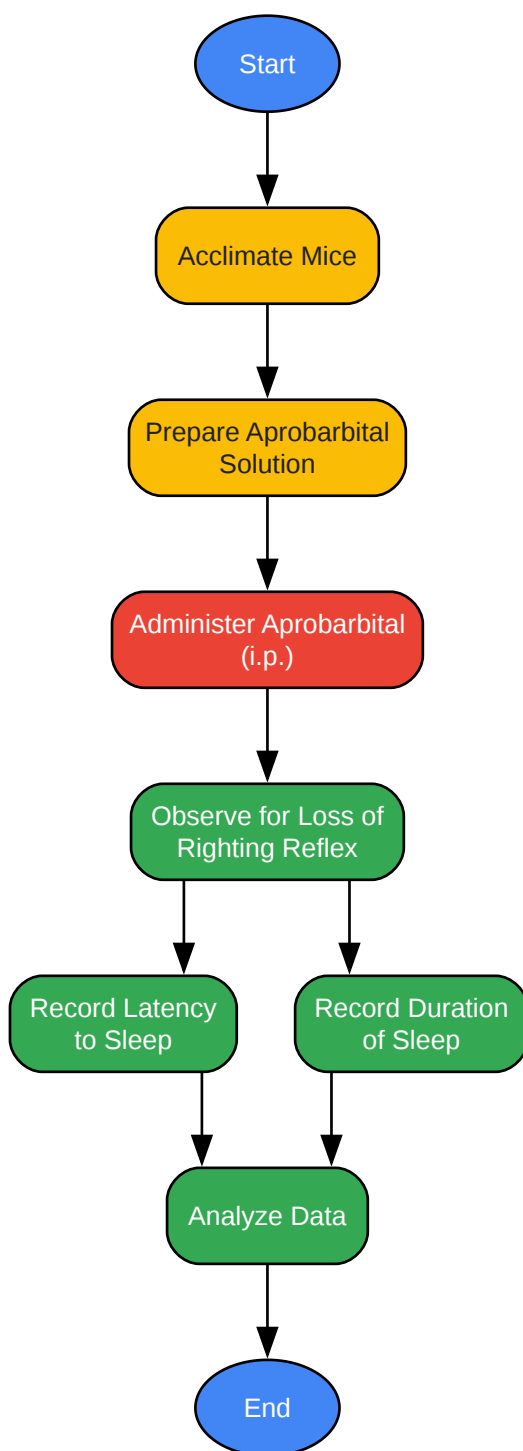 Start
Acclimate Mice
Prepare Aprobarbital
Solution
Administer Aprobarbital
(i.p.)
Observe for Loss of
Righting Reflex
Record Latency
to Sleep
Record Duration
of Sleep
Analyze Data
End